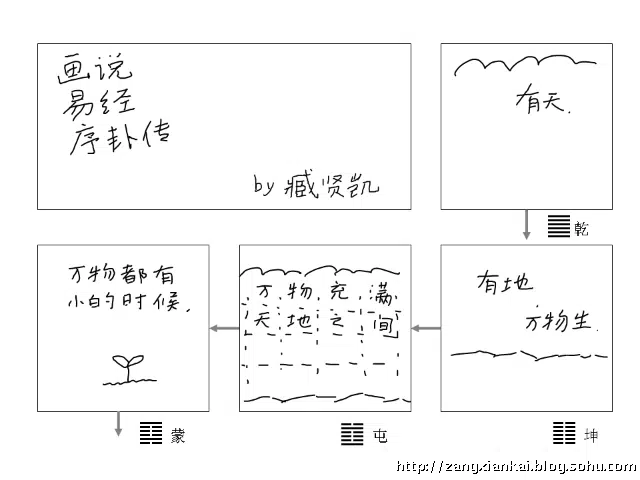 画说
易经
序卦传
by 臧贤凯
有天.
乾
有地
万物生.
坤
万 物 充 满
天 地 之 间
屯
万物都有
小的时候.
蒙
http://zangxiankai.blog.sohu.com